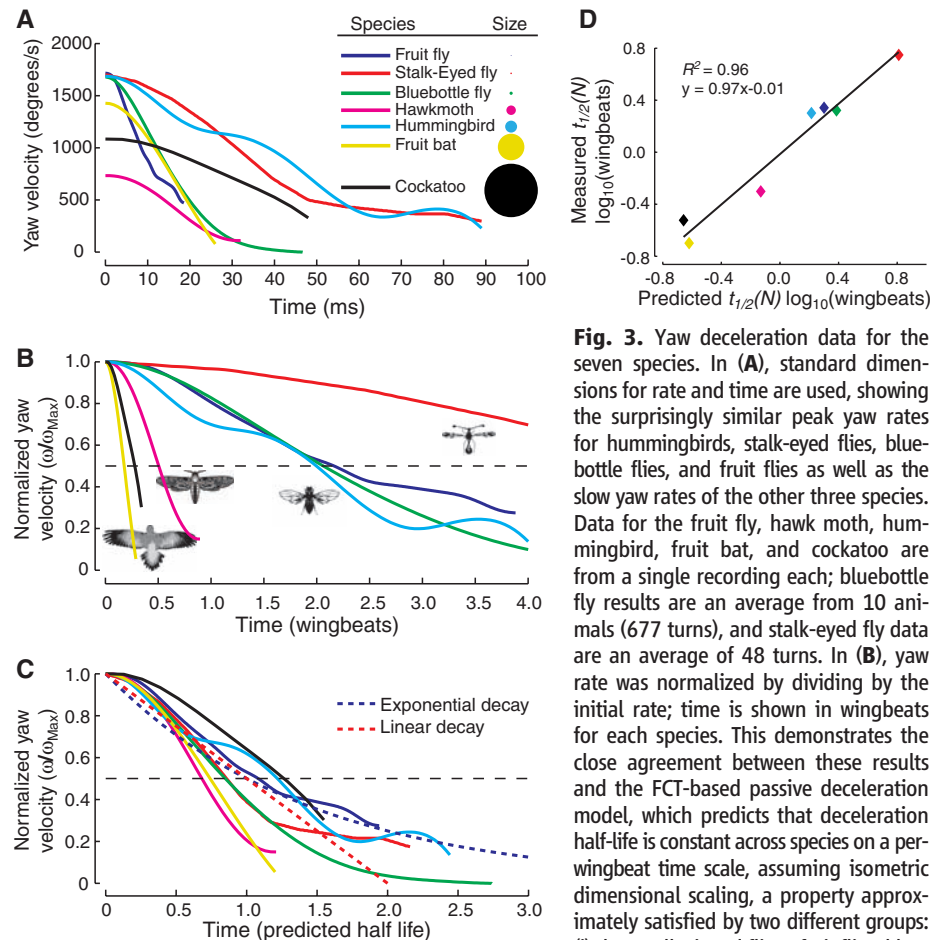 A
Species Size
Fruit fly
Stalk-Eyed fly
Bluebottle fly
Hawkmoth
Hummingbird
Fruit bat
Cockatoo
Yaw velocity (degrees/s)
2000
1500
1000
500
0
0 10 20 30 40 50 60 70 80 90 100
Time (ms)
B
Normalized yaw
velocity (ω/ωMax)
1.0
0.8
0.6
0.4
0.2
0
0 0.5 1.0 1.5 2.0 2.5 3.0 3.5 4.0
Time (wingbeats)
C
Exponential decay
Linear decay
Normalized yaw
velocity (ω/ωMax)
1.0
0.8
0.6
0.4
0.2
0
0 0.5 1.0 1.5 2.0 2.5 3.0
Time (predicted half life)
D
R² = 0.96
y = 0.97x-0.01
Measured t1/2(N)
log10(wingbeats)
0.8
0.4
0.0
-0.4
-0.8
-0.8 -0.4 0.0 0.4 0.8
Predicted t1/2(N) log10(wingbeats)
Fig. 3. Yaw deceleration data for the
seven species. In (A), standard dimen-
sions for rate and time are used, showing
the surprisingly similar peak yaw rates
for hummingbirds, stalk-eyed flies, blue-
bottle flies, and fruit flies as well as the
slow yaw rates of the other three species.
Data for the fruit fly, hawk moth, hum-
mingbird, fruit bat, and cockatoo are
from a single recording each; bluebottle
fly results are an average from 10 ani-
mals (677 turns), and stalk-eyed fly data
are an average of 48 turns. In (B), yaw
rate was normalized by dividing by the
initial rate; time is shown in wingbeats
for each species. This demonstrates the
close agreement between these results
and the FCT-based passive deceleration
model, which predicts that deceleration
half-life is constant across species on a per-
wingbeat time scale, assuming isometric
dimensional scaling, a property approx-
imately satisfied by two different groups: